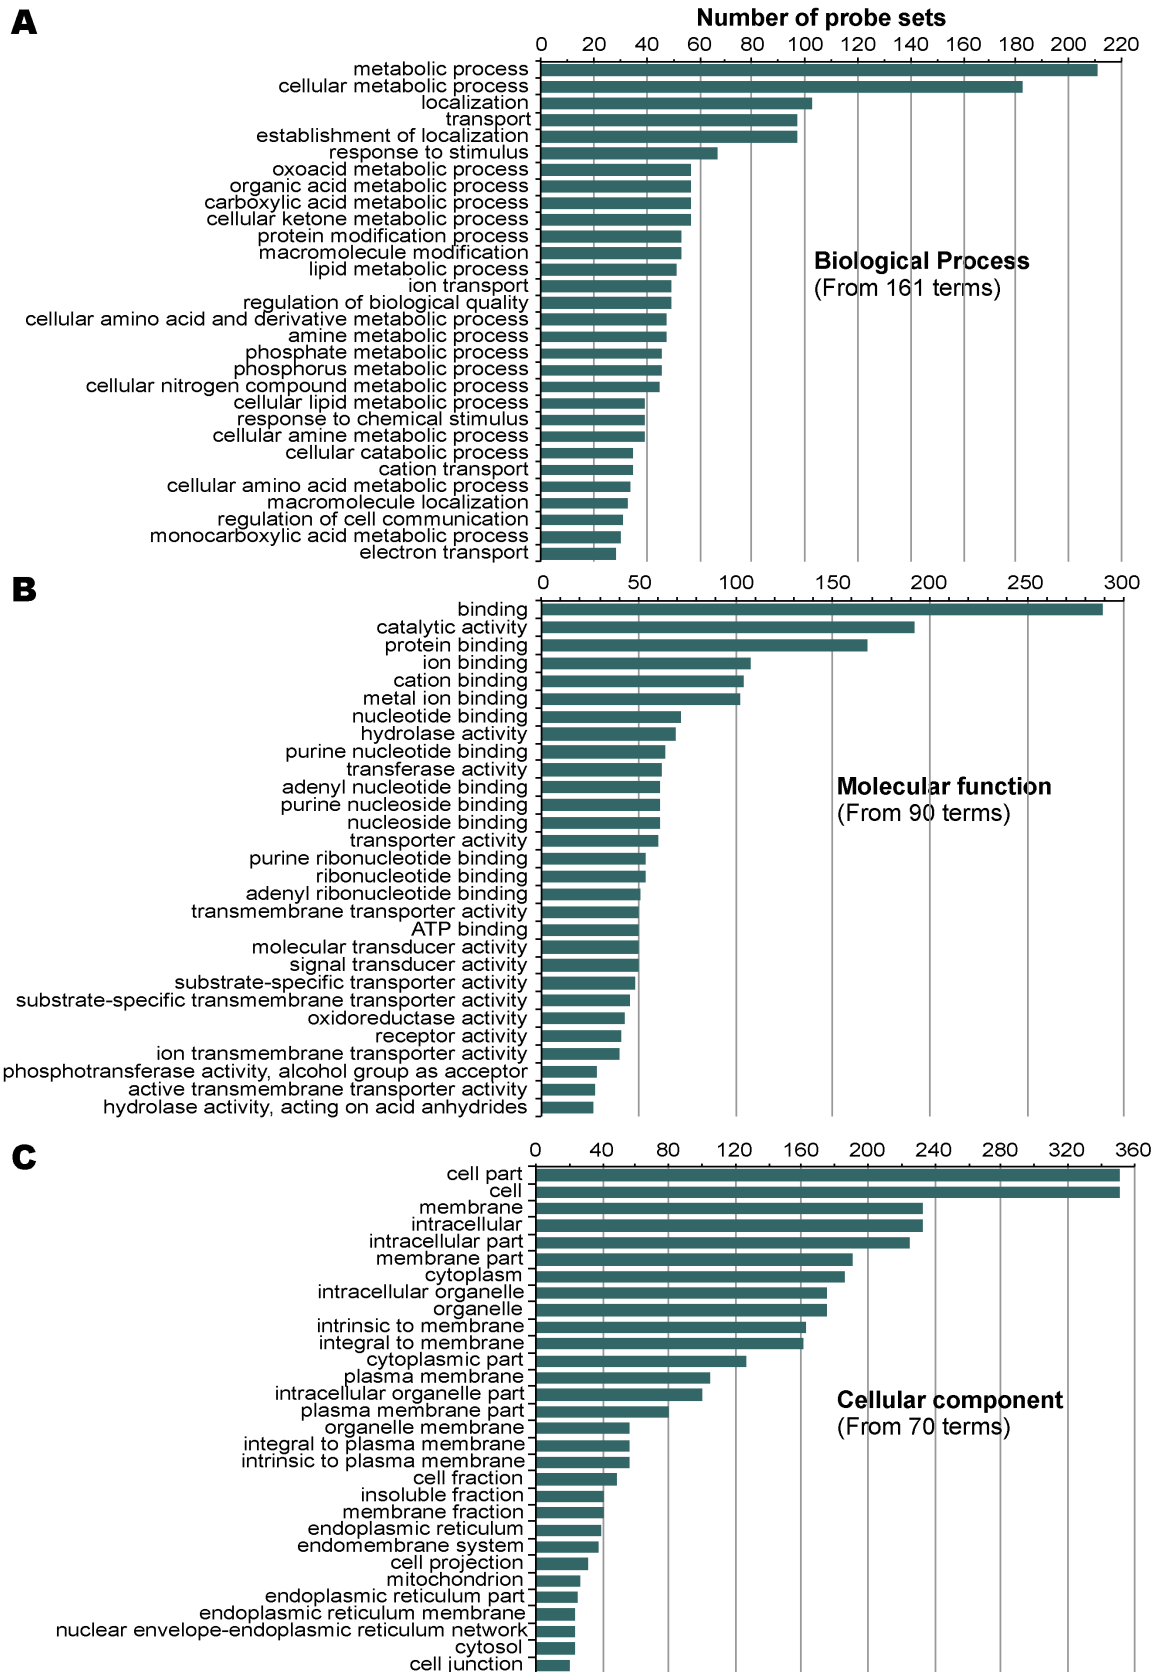 A
Number of probe sets
0 20 40 60 80 100 120 140 160 180 200 220
metabolic process
cellular metabolic process
localization
transport
establishment of localization
response to stimulus
oxoacid metabolic process
organic acid metabolic process
carboxylic acid metabolic process
cellular ketone metabolic process
protein modification process
macromolecule modification
lipid metabolic process
ion transport
regulation of biological quality
cellular amino acid and derivative metabolic process
amine metabolic process
phosphate metabolic process
phosphorus metabolic process
cellular nitrogen compound metabolic process
cellular lipid metabolic process
response to chemical stimulus
cellular amine metabolic process
cellular catabolic process
cation transport
cellular amino acid metabolic process
macromolecule localization
regulation of cell communication
monocarboxylic acid metabolic process
electron transport
Biological Process
(From 161 terms)
B
0 50 100 150 200 250 300
binding
catalytic activity
protein binding
ion binding
cation binding
metal ion binding
nucleotide binding
hydrolase activity
purine nucleotide binding
transferase activity
adenyl nucleotide binding
purine nucleoside binding
nucleoside binding
transporter activity
purine ribonucleotide binding
ribonucleotide binding
adenyl ribonucleotide binding
transmembrane transporter activity
ATP binding
molecular transducer activity
signal transducer activity
substrate-specific transporter activity
substrate-specific transmembrane transporter activity
oxidoreductase activity
receptor activity
ion transmembrane transporter activity
phosphotransferase activity, alcohol group as acceptor
active transmembrane transporter activity
hydrolase activity, acting on acid anhydrides
Molecular function
(From 90 terms)
C
0 40 80 120 160 200 240 280 320 360
cell part
cell
membrane
intracellular
intracellular part
membrane part
cytoplasm
intracellular organelle
organelle
intrinsic to membrane
integral to membrane
cytoplasmic part
plasma membrane
intracellular organelle part
plasma membrane part
organelle membrane
integral to plasma membrane
intrinsic to plasma membrane
cell fraction
insoluble fraction
membrane fraction
endoplasmic reticulum
endomembrane system
cell projection
mitochondrion
endoplasmic reticulum part
endoplasmic reticulum membrane
nuclear envelope-endoplasmic reticulum network
cytosol
cell junction
Cellular component
(From 70 terms)